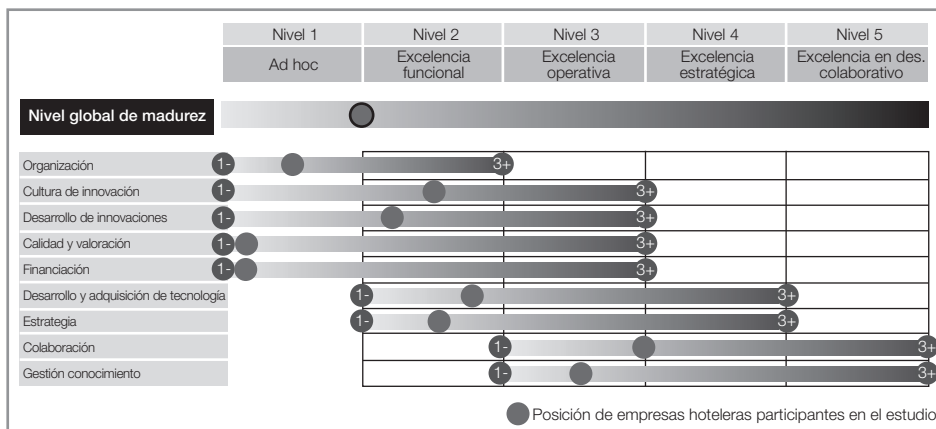 Nivel 1 Nivel 2 Nivel 3 Nivel 4 Nivel 5
Ad hoc Excelencia funcional Excelencia operativa Excelencia estratégica Excelencia en des. colaborativo
Nivel global de madurez
Organización 1- 3+
Cultura de innovación 1- 3+
Desarrollo de innovaciones 1- 3+
Calidad y valoración 1- 3+
Financiación 1- 3+
Desarrollo y adquisición de tecnología 1- 3+
Estrategia 1- 3+
Colaboración 1- 3+
Gestión conocimiento 1- 3+
Posición de empresas hoteleras participantes en el estudio